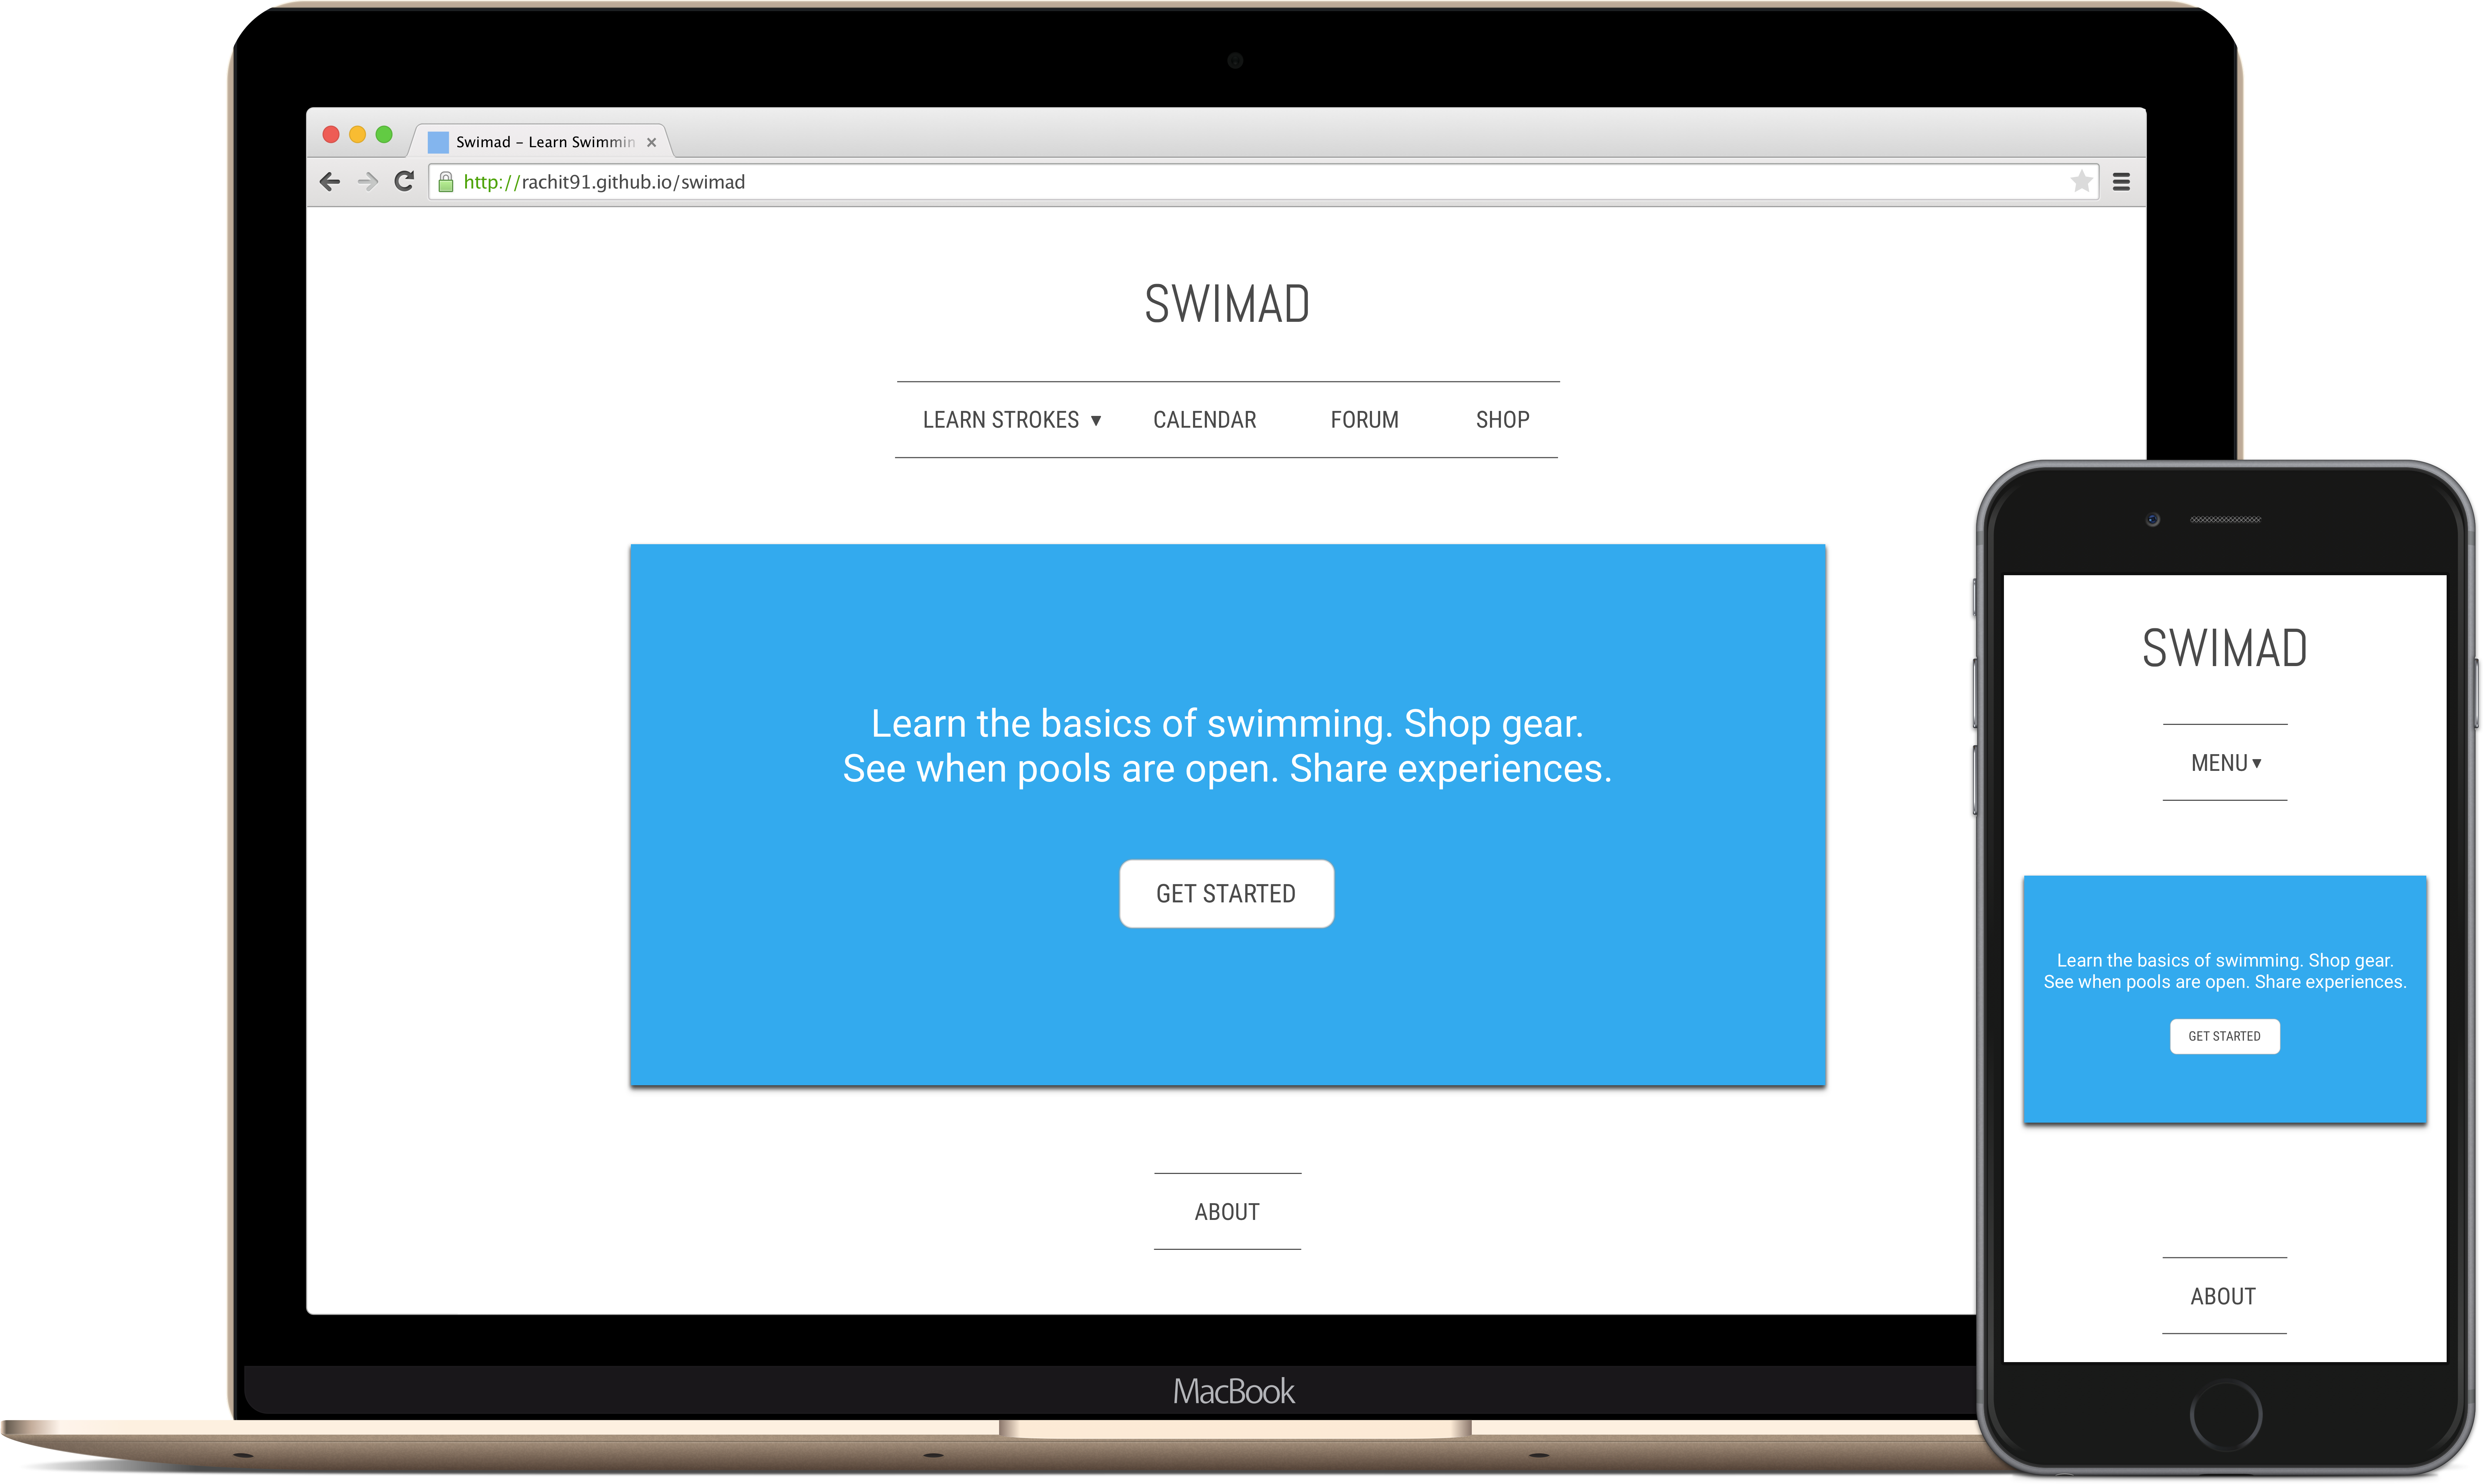 Swimad - Learn Swimmin
http://rachit91.github.io/swimad
SWIMAD
LEARN STROKES ▼ CALENDAR FORUM SHOP
Learn the basics of swimming. Shop gear.
See when pools are open. Share experiences.
GET STARTED
ABOUT
MacBook
SWIMAD
MENU ▼
Learn the basics of swimming. Shop gear.
See when pools are open. Share experiences.
GET STARTED
ABOUT